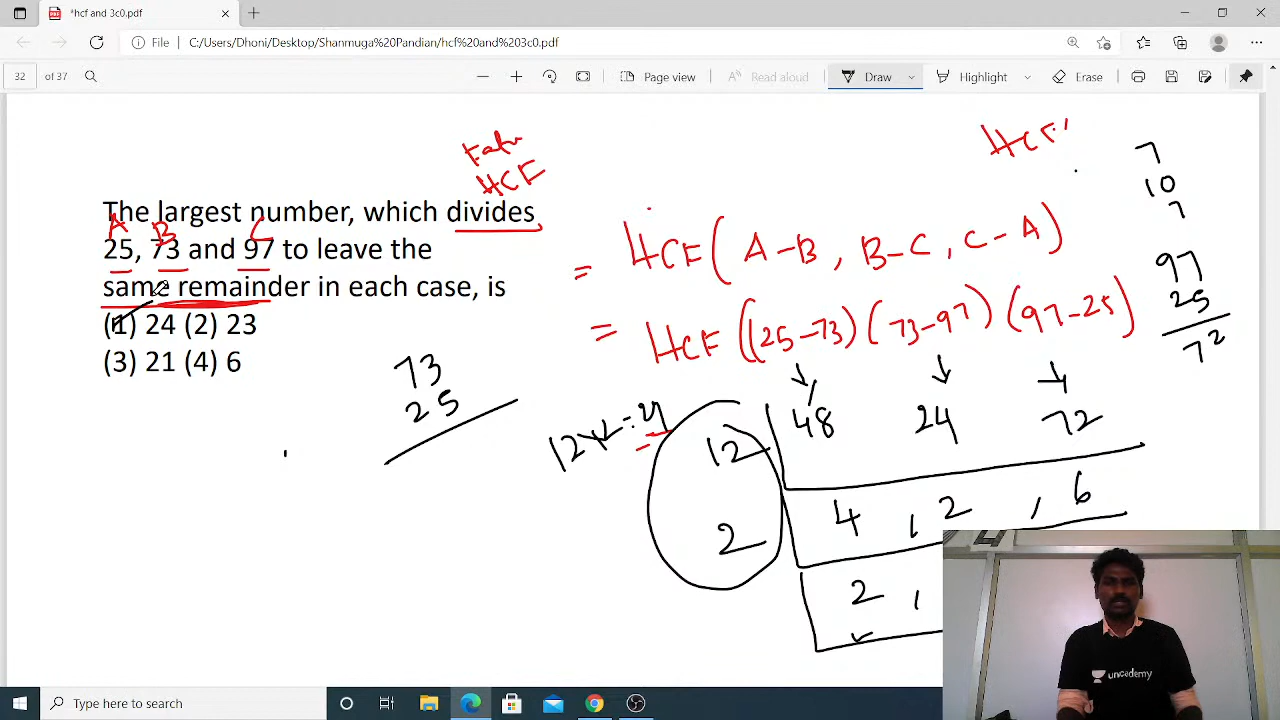 *hcf and 3c0.pdf
File
C:/Users/Dhoni/Desktop/Shanmuga%20Pandian/hcf%20and%203c0.pdf
32 of 37
Page view
Read aloud
Draw
Highlight
Erase
HCF
HCF
The largest number, which divides
A B C
25, 73 and 97 to leave the
same remainder in each case, is
(1) 24 (2) 23
(3) 21 (4) 6
= HCF(A-B, B-C, C-A)
= HCF((25-73)(73-97)(97-25)
7
10
7
97
25
72
73
25
12 48 24 72
2 4, 2, 6
2,
unacademy
Type here to search